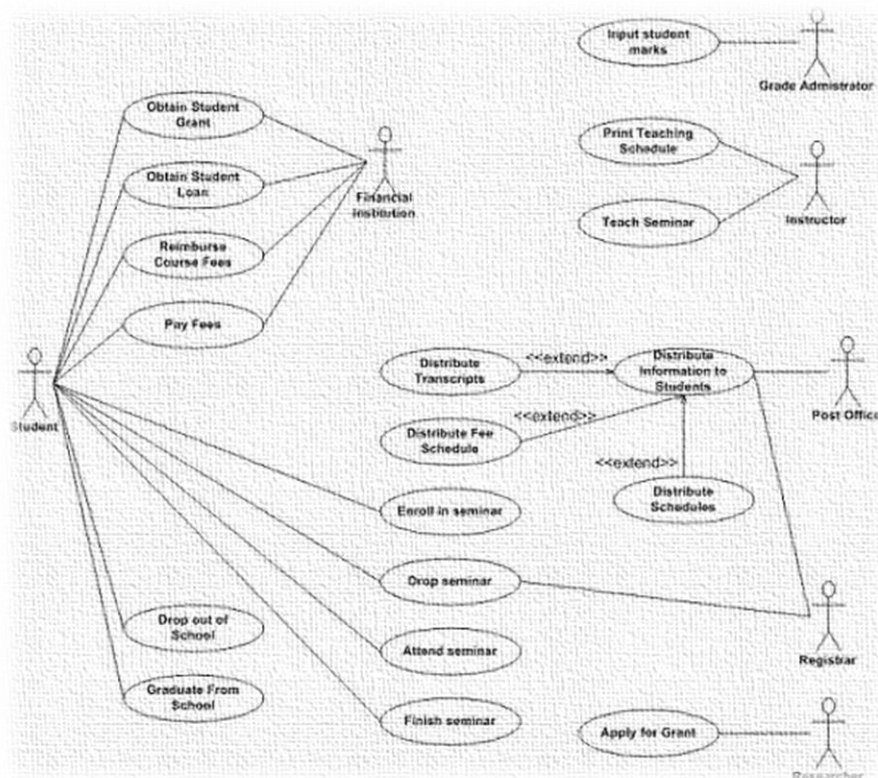 Input student
marks
Grade Admistrator
Obtain Student
Grant
Print Teaching
Schedule
Financial
Institution
Instructor
Obtain Student
Loan
Teach Seminar
Reimburse
Course Fees
Pay Fees
Student
Distribute
Transcripts
<<extend>>
Distribute
Information to
Students
Post Office
Distribute Fee
Schedule
<<extend>>
<<extend>>
Distribute
Schedules
Enroll in seminar
Drop seminar
Registrar
Drop out of
School
Attend seminar
Graduate From
School
Finish seminar
Apply for Grant
Researcher